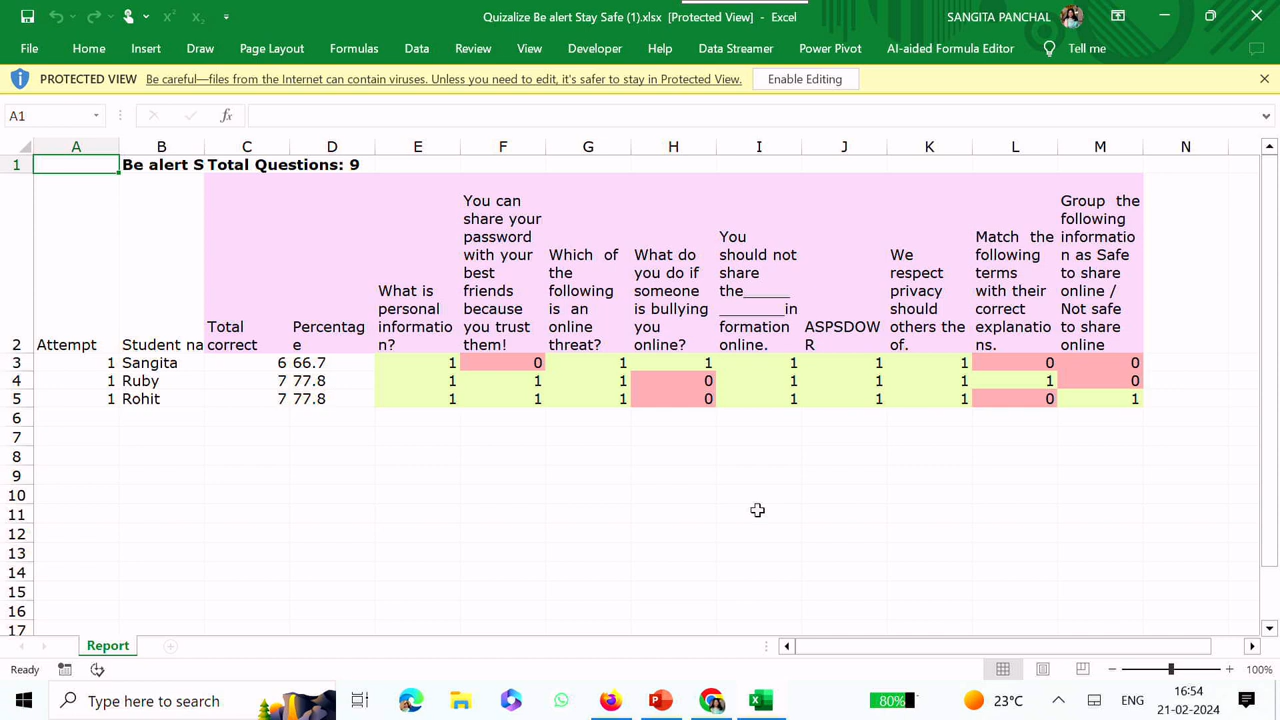 Quizalize Be alert Stay Safe (1).xlsx [Protected View] - Excel
SANGITA PANCHAL
File Home Insert Draw Page Layout Formulas Data Review View Developer Help Data Streamer Power Pivot AI-aided Formula Editor Tell me
PROTECTED VIEW Be careful—files from the Internet can contain viruses. Unless you need to edit, it's safer to stay in Protected View. Enable Editing
A1 fx
A B C D E F G H I J K L M N
1 Be alert S Total Questions: 9
2 Attempt
Student na
Total
correct
Percentag
e
What is
personal
informatio
n?
You can
share your
password
with your
best
friends
because
you trust
them!
Which of
the
following
is an
online
threat?
What do
you do if
someone
is bullying
you
online?
You
should not
share
the______
_________in
formation
online.
ASPSDOW
R
We
respect
privacy
should
others the
of.
Match the
following
terms
with their
correct
explanatio
ns.
Group the
following
informatio
n as Safe
to share
online /
Not safe
to share
online
3 1 Sangita 6 66.7 1 0 1 1 1 1 1 0 0
4 1 Ruby 7 77.8 1 1 1 0 1 1 1 1 0
5 1 Rohit 7 77.8 1 1 1 0 1 1 1 0 1
6
7
8
9
10
11
12
13
14
15
16
17
Report
Ready 100%
Type here to search 80% 23°C ENG 16:54
21-02-2024